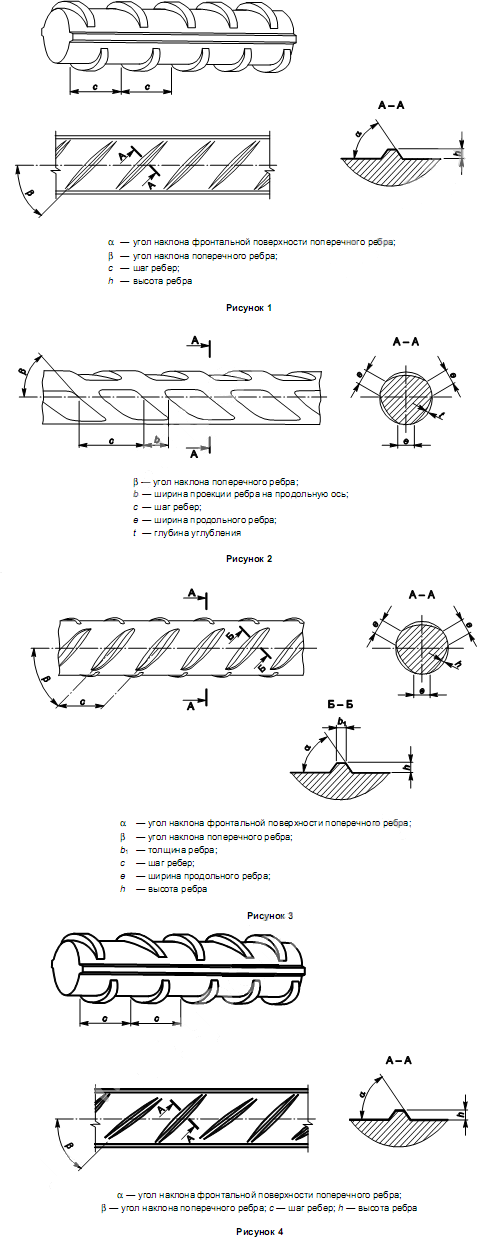 c
c
А–А
α
h
А
А
β
α — угол наклона фронтальной поверхности поперечного ребра;
β — угол наклона поперечного ребра;
c — шаг ребер;
h — высота ребра
Рисунок 1
А
А–А
β
e
e
t
c
b
e
А
β — угол наклона поперечного ребра;
b — ширина проекции ребра на продольную ось;
c — шаг ребер;
e — ширина продольного ребра;
t — глубина углубления
Рисунок 2
А
А–А
Б
e
e
Б
h
β
c
e
А
Б–Б
b1
α
h
α — угол наклона фронтальной поверхности поперечного ребра;
β — угол наклона поперечного ребра;
b1 — толщина ребра;
c — шаг ребер;
e — ширина продольного ребра;
h — высота ребра
Рисунок 3
c
c
А–А
α
А
h
А
β
α — угол наклона фронтальной поверхности поперечного ребра;
β — угол наклона поперечного ребра; c — шаг ребер; h — высота ребра
Рисунок 4